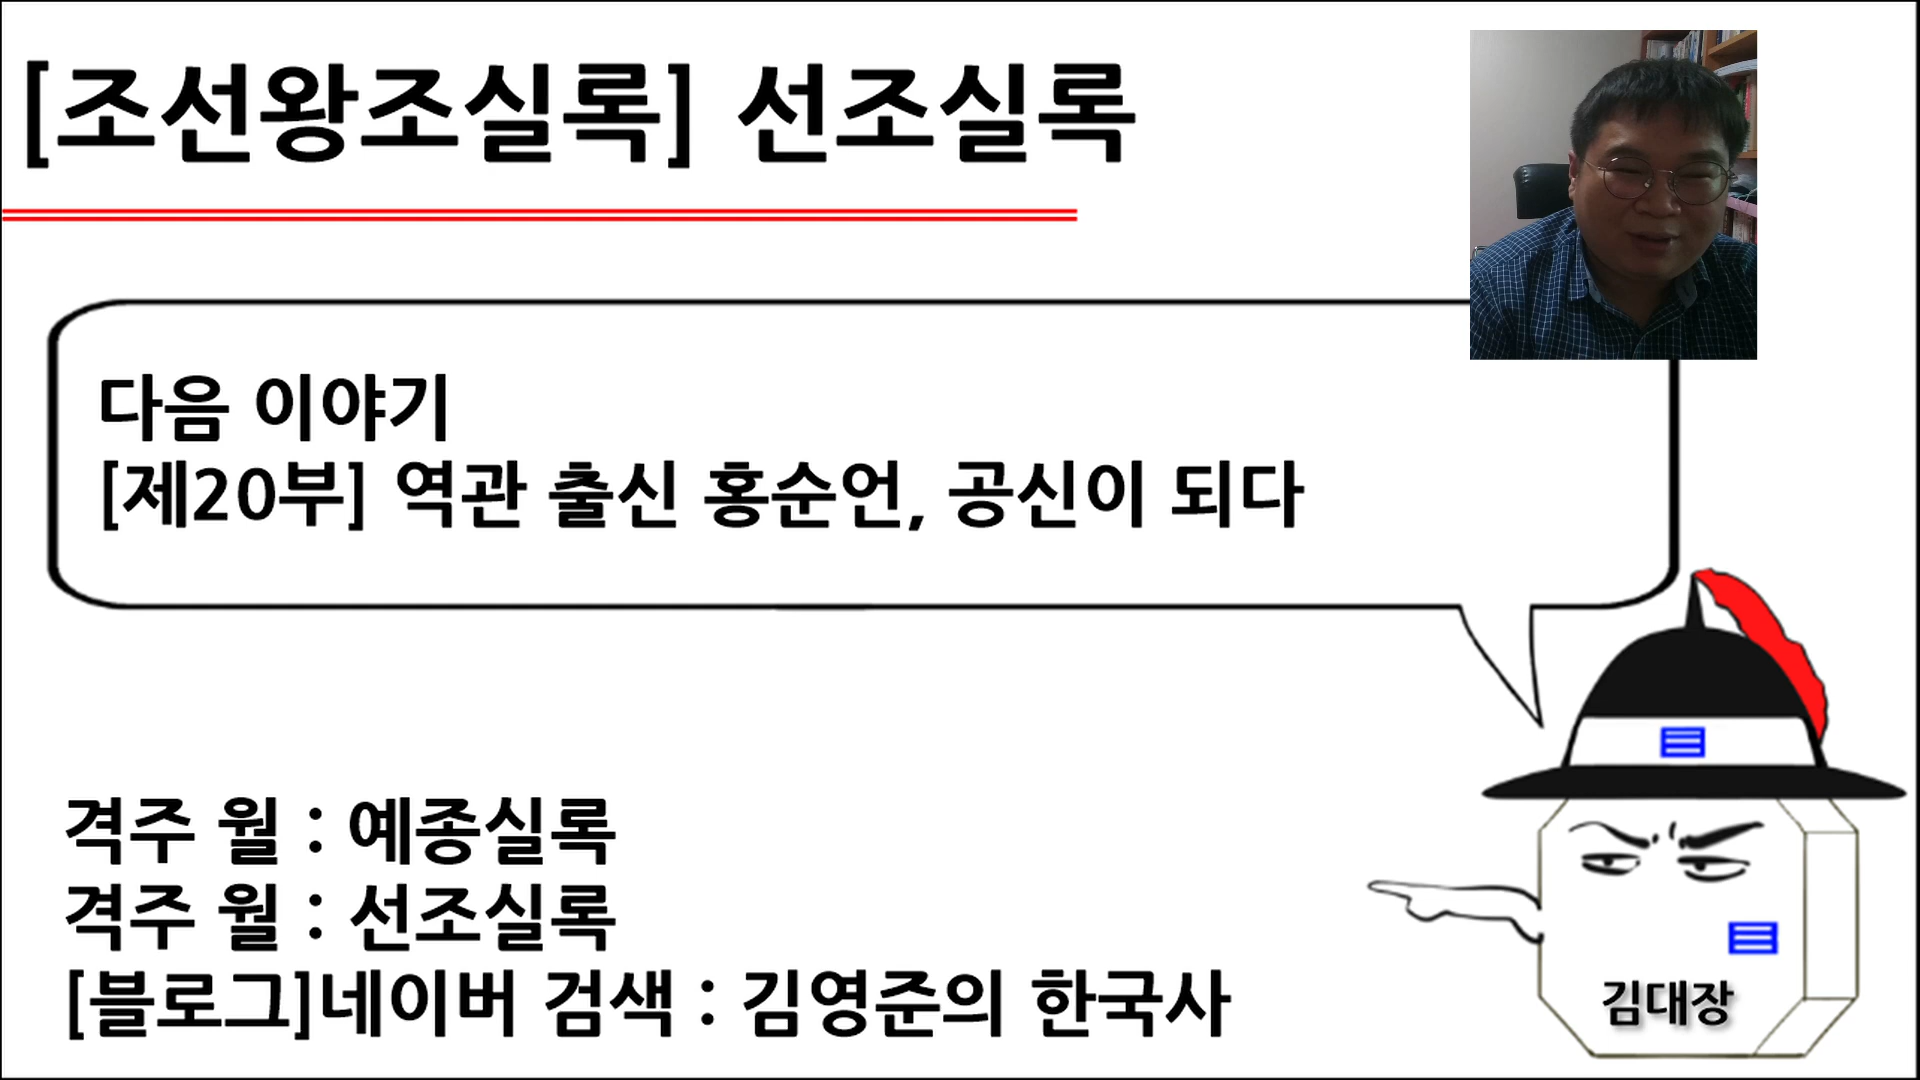 [조선왕조실록] 선조실록
다음 이야기
[제20부] 역관 출신 홍순언, 공신이 되다
격주 월 : 예종실록
격주 월 : 선조실록
[블로그]네이버 검색 : 김영준의 한국사
김대장